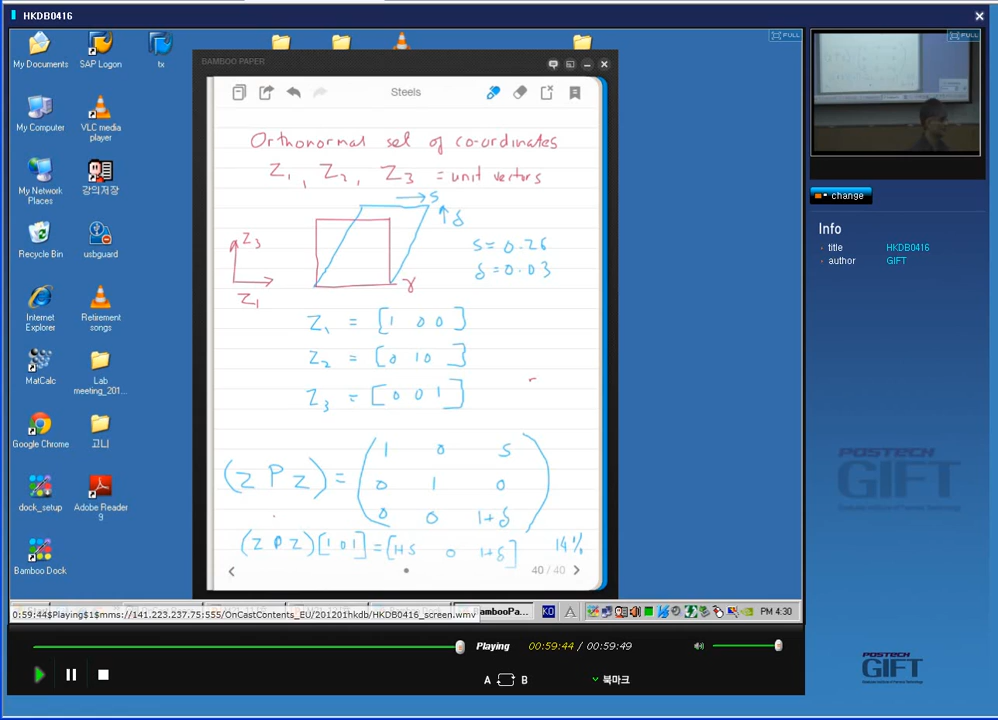 HKDB0416
My Documents
SAP Logon
tx
My Computer
VLC media player
My Network Places
강의저장
Recycle Bin
usbguard
Internet Explorer
Retirement songs
MatCalc
Lab meeting_201...
Google Chrome
고니
dock_setup
Adobe Reader 9
Bamboo Dock
BAMBOO PAPER
Steels
Orthonormal set of co-ordinates
Z1, Z2, Z3 = unit vectors
s
δ
Z3
s = 0.26
δ = 0.03
γ
Z1
Z1 = [1 0 0]
Z2 = [0 1 0]
Z3 = [0 0 1]
(Z P Z) = ( 1 0 s
0 1 0
0 0 1+δ )
(Z P Z)[1 0 1] = [1+s 0 1+δ] 14%
40 / 40
0:59:44$Playing$1$mms://141.223.237.75:555/OnCastContents_EU/201201hkdb/HKDB0416_screen.wmv
BambooPa...
KO
A
PM 4:30
Playing
00:59:44 / 00:59:49
A B
북마크
FULL
FULL
change
Info
title HKDB0416
author GIFT
POSTECH
GIFT
POSTECH
GIFT